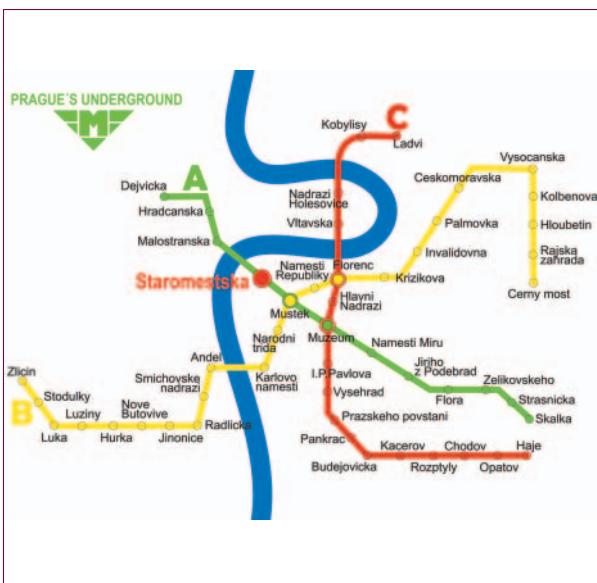 PRAGUE´S UNDERGROUND
M
C
Kobylisy
Ladvi
Vysocanska
A
Ceskomoravska
Dejvicka
Nadrazi
Holesovice
Kolbenova
Hradcanska
Vltavska
Palmovka
Hloubetin
Malostranska
Invalidovna
Rajska
zahrada
Namesti
Republiky
Florenc
Krizikova
Staromestska
Cerny most
Hlavni
Nadrazi
Mustek
Narodni
trida
Muzeum
Namesti Miru
Andel
Jiriho
z Podebrad
Zlicin
I.P.Pavlova
Zelikovskeho
Smichovske
nadrazi
Karlovo
namesti
Stodulky
Vysehrad
Flora
Strasnicka
B
Luziny
Nove
Butovive
Radlicka
Prazskeho povstani
Skalka
Luka
Hurka
Jinonice
Pankrac
Kacerov
Chodov
Haje
Budejovicka
Rozptyly
Opatov